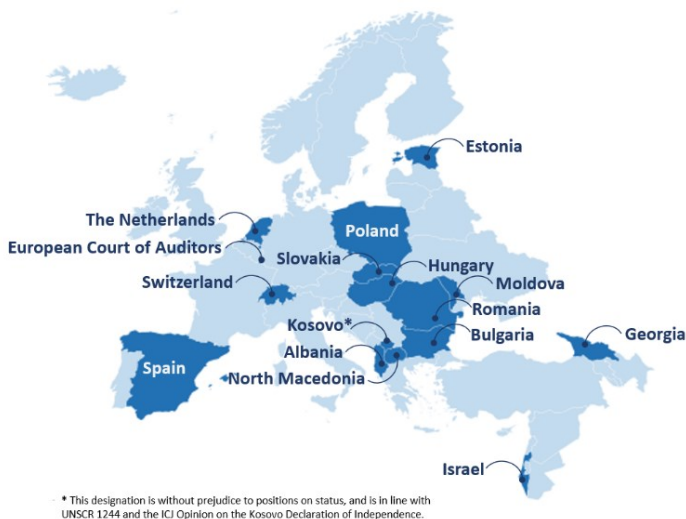 Estonia
The Netherlands
Poland
European Court of Auditors
Slovakia
Hungary
Switzerland
Moldova
Romania
Kosovo*
Bulgaria
Georgia
Albania
Spain
North Macedonia
Israel
* This designation is without prejudice to positions on status, and is in line with
UNSCR 1244 and the ICJ Opinion on the Kosovo Declaration of Independence.